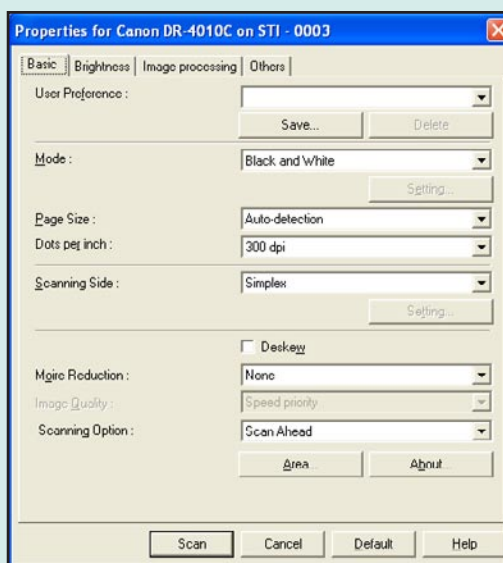 Properties for Canon DR-4010C on STI - 0003
Basic Brightness Image processing Others
User Preference :
Save... Delete
Mode : Black and White
Setting...
Page Size : Auto-detection
Dots per inch : 300 dpi
Scanning Side : Simplex
Setting...
Deskew
Moire Reduction : None
Image Quality : Speed priority
Scanning Option : Scan Ahead
Area... About...
Scan Cancel Default Help